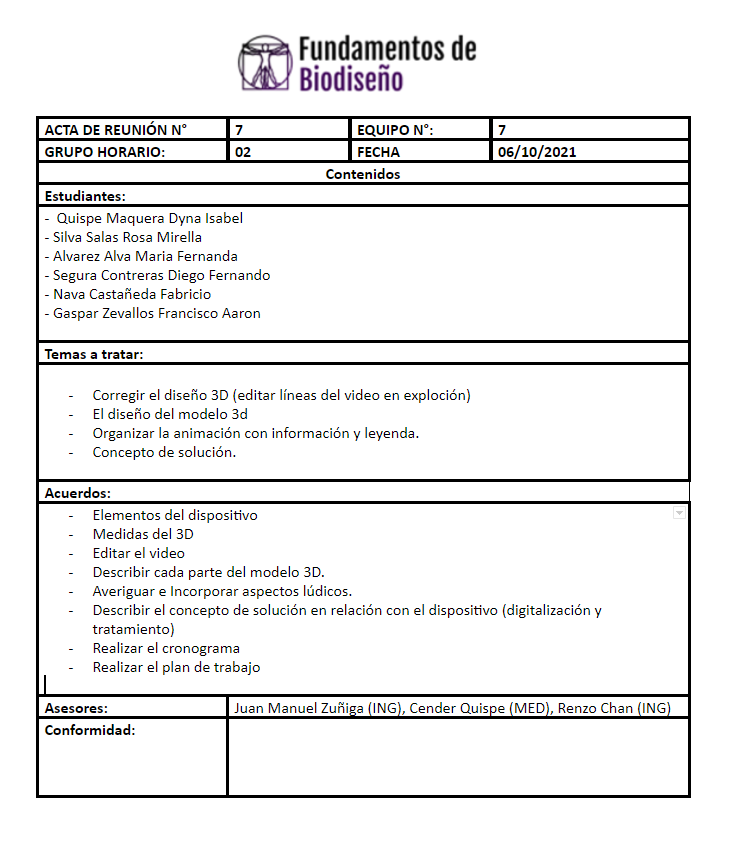 Fundamentos de
Biodiseño
ACTA DE REUNIÓN N° 7 EQUIPO N°: 7
GRUPO HORARIO: 02 FECHA 06/10/2021
Contenidos
Estudiantes:
- Quispe Maquera Dyna Isabel
- Silva Salas Rosa Mirella
- Alvarez Alva Maria Fernanda
- Segura Contreras Diego Fernando
- Nava Castañeda Fabricio
- Gaspar Zevallos Francisco Aaron
Temas a tratar:
- Corregir el diseño 3D (editar líneas del video en exploción)
- El diseño del modelo 3d
- Organizar la animación con información y leyenda.
- Concepto de solución.
Acuerdos:
- Elementos del dispositivo
- Medidas del 3D
- Editar el video
- Describir cada parte del modelo 3D.
- Averiguar e Incorporar aspectos lúdicos.
- Describir el concepto de solución en relación con el dispositivo (digitalización y
tratamiento)
- Realizar el cronograma
- Realizar el plan de trabajo
Asesores: Juan Manuel Zuñiga (ING), Cender Quispe (MED), Renzo Chan (ING)
Conformidad: